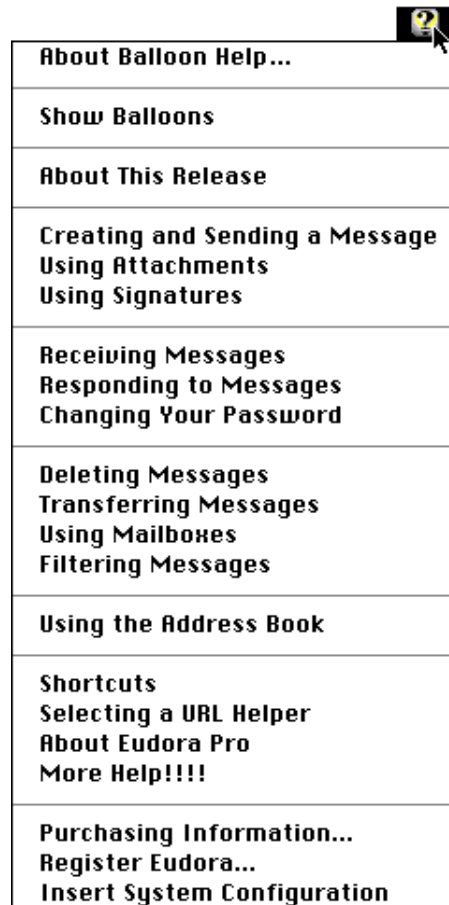 About Balloon Help...
Show Balloons
About This Release
Creating and Sending a Message
Using Attachments
Using Signatures
Receiving Messages
Responding to Messages
Changing Your Password
Deleting Messages
Transferring Messages
Using Mailboxes
Filtering Messages
Using the Address Book
Shortcuts
Selecting a URL Helper
About Eudora Pro
More Help!!!!
Purchasing Information...
Register Eudora...
Insert System Configuration